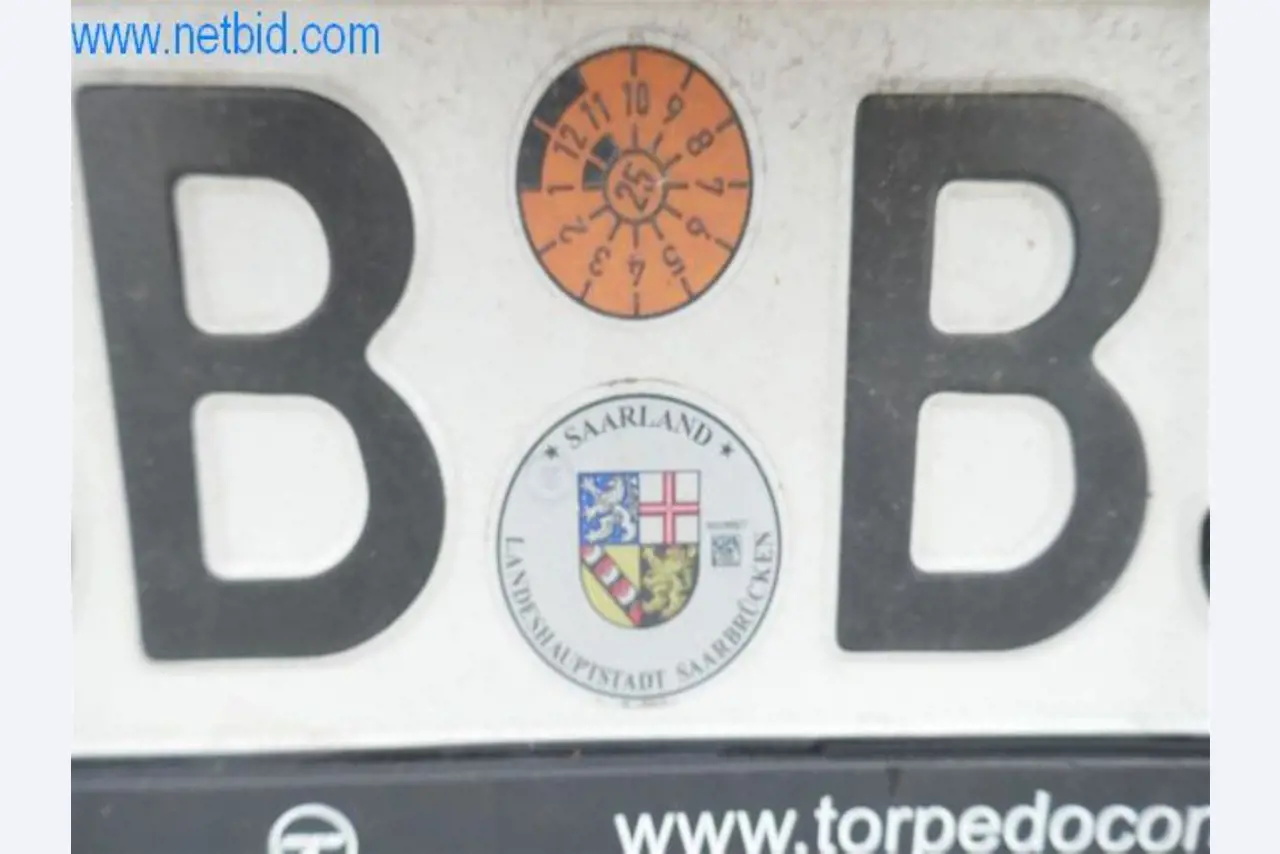 www.netbid.com
B B
10 9 8 7 6 5 4 3 2 1 12 11
25
SAARLAND
LANDESHAUPTSTADT SAARBRÜCKEN
www.torpedocon